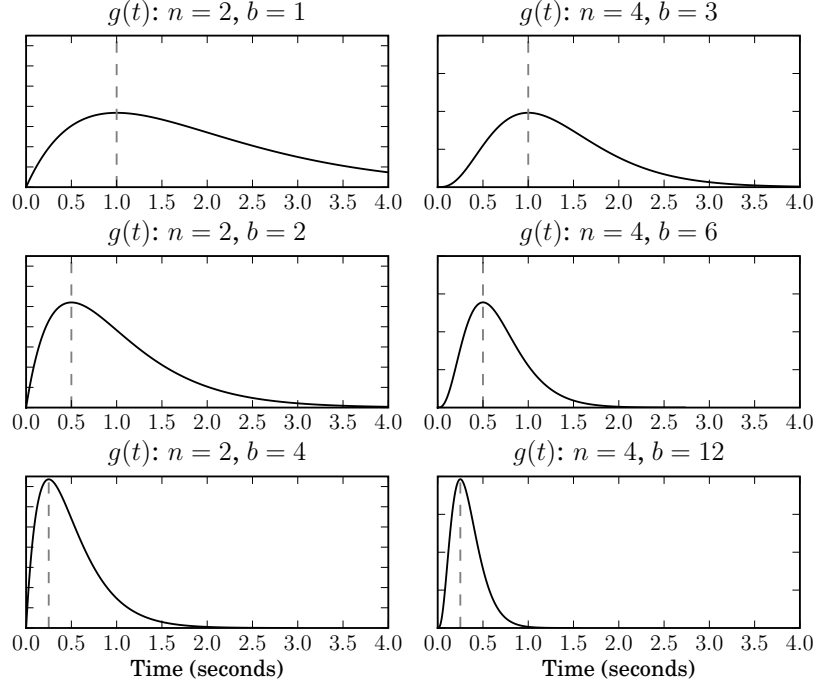 g(t): n = 2, b = 1
0.0 0.5 1.0 1.5 2.0 2.5 3.0 3.5 4.0
g(t): n = 4, b = 3
0.0 0.5 1.0 1.5 2.0 2.5 3.0 3.5 4.0
g(t): n = 2, b = 2
0.0 0.5 1.0 1.5 2.0 2.5 3.0 3.5 4.0
g(t): n = 4, b = 6
0.0 0.5 1.0 1.5 2.0 2.5 3.0 3.5 4.0
g(t): n = 2, b = 4
0.0 0.5 1.0 1.5 2.0 2.5 3.0 3.5 4.0
Time (seconds)
g(t): n = 4, b = 12
0.0 0.5 1.0 1.5 2.0 2.5 3.0 3.5 4.0
Time (seconds)